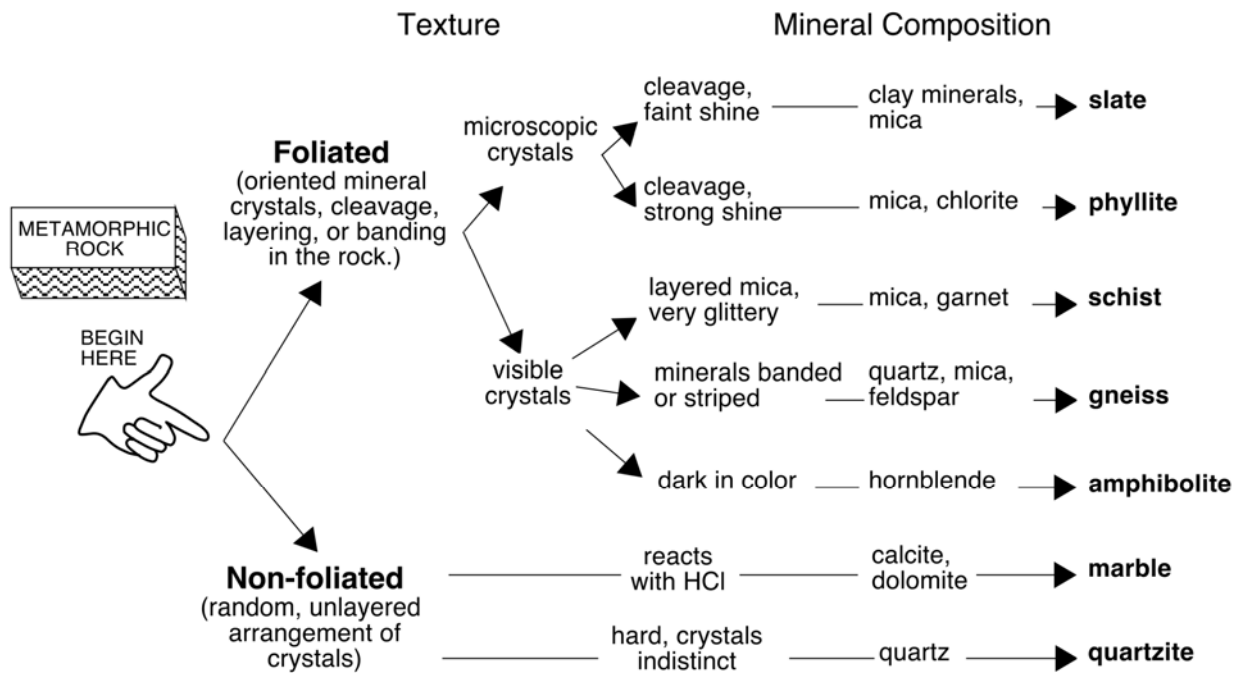 Texture
Mineral Composition
METAMORPHIC
ROCK
BEGIN
HERE
Foliated
(oriented mineral
crystals, cleavage,
layering, or banding
in the rock.)
microscopic
crystals
cleavage,
faint shine
clay minerals,
mica
slate
cleavage,
strong shine
mica, chlorite
phyllite
visible
crystals
layered mica,
very glittery
mica, garnet
schist
minerals banded
or striped
quartz, mica,
feldspar
gneiss
dark in color
hornblende
amphibolite
Non-foliated
(random, unlayered
arrangement of
crystals)
reacts
with HCl
calcite,
dolomite
marble
hard, crystals
indistinct
quartz
quartzite